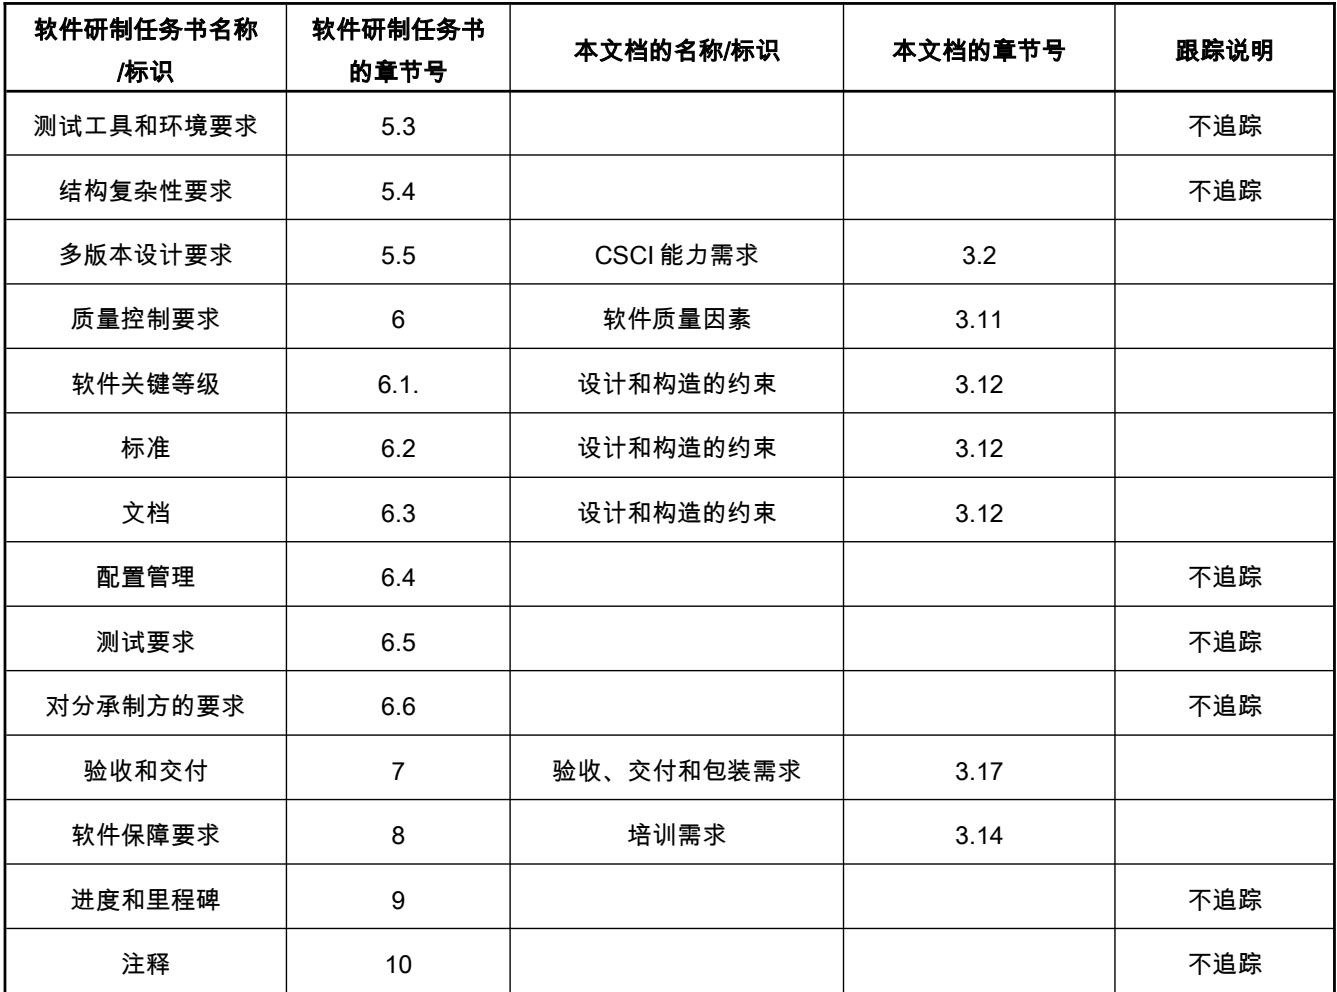 软件研制任务书名称 软件研制任务书 本文档的名称/标识 本文档的章节号 跟踪说明
/标识 的章节号
测试工具和环境要求 5.3 不追踪
结构复杂性要求 5.4 不追踪
多版本设计要求 5.5 CSCI 能力需求 3.2
质量控制要求 6 软件质量因素 3.11
软件关键等级 6.1. 设计和构造的约束 3.12
标准 6.2 设计和构造的约束 3.12
文档 6.3 设计和构造的约束 3.12
配置管理 6.4 不追踪
测试要求 6.5 不追踪
对分承制方的要求 6.6 不追踪
验收和交付 7 验收、交付和包装需求 3.17
软件保障要求 8 培训需求 3.14
进度和里程碑 9 不追踪
注释 10 不追踪